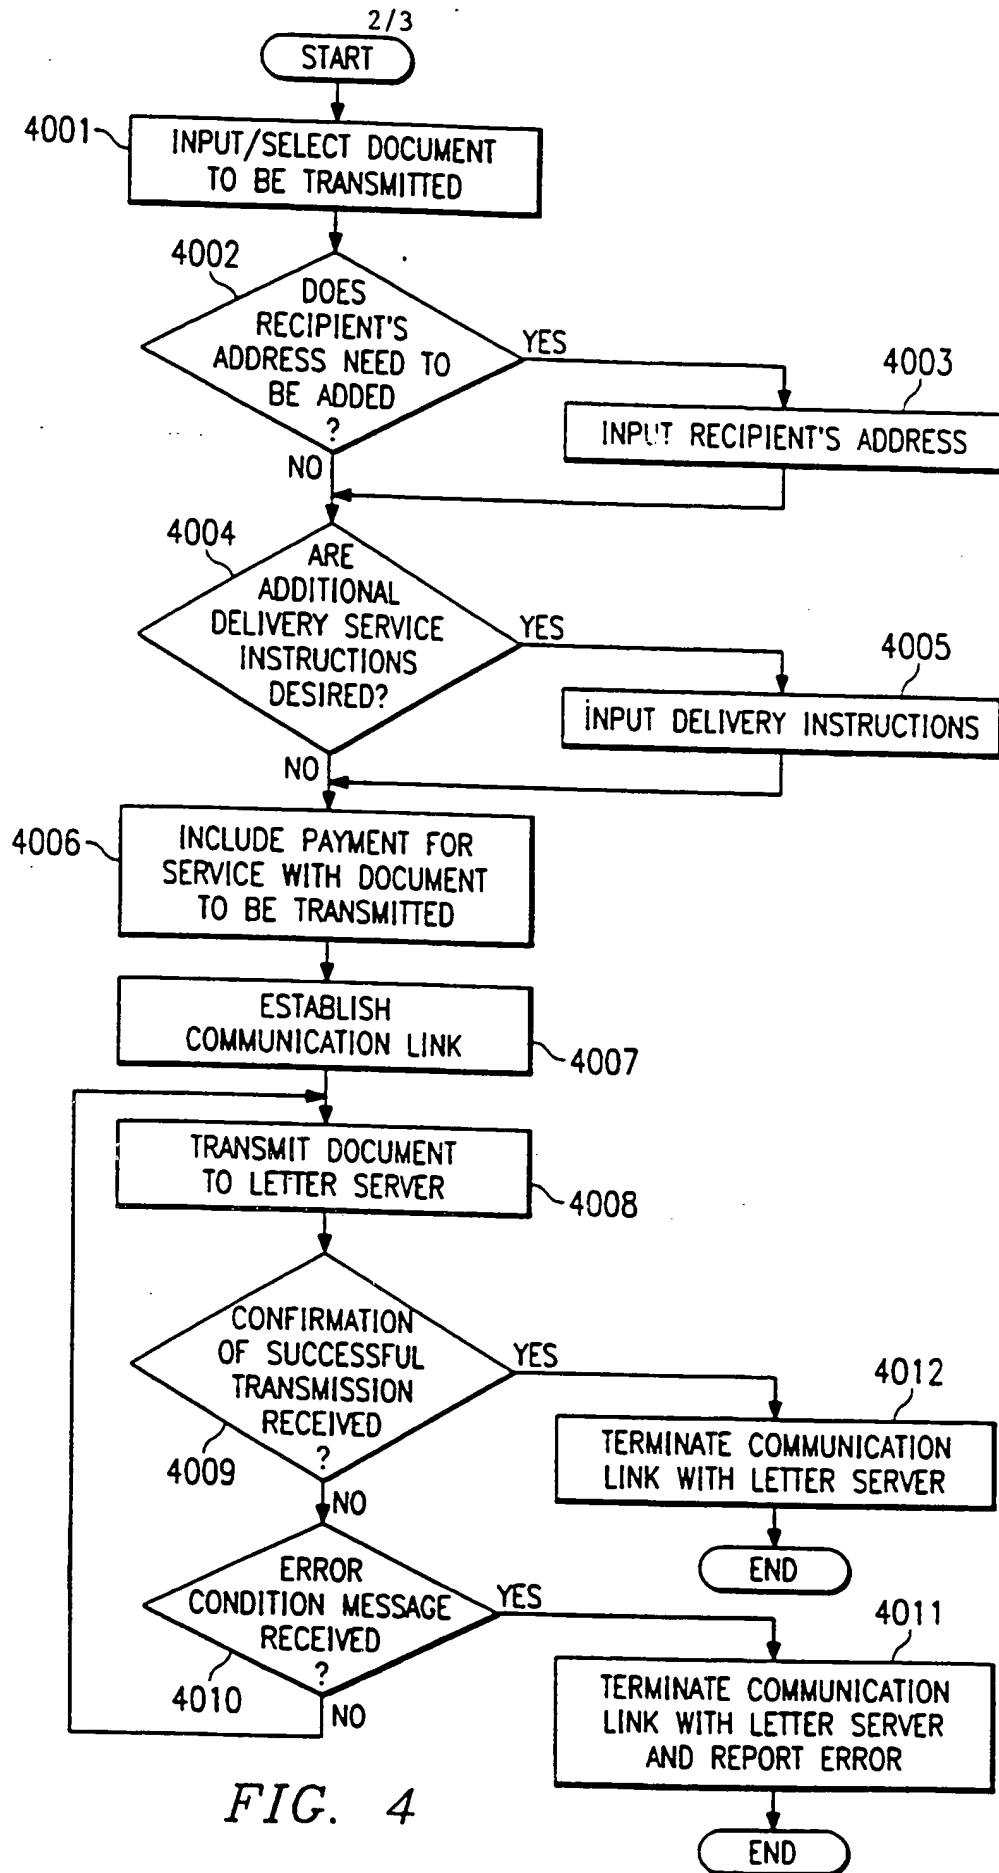 2/3
START
4001
INPUT/SELECT DOCUMENT
TO BE TRANSMITTED
4002
DOES
RECIPIENT'S
ADDRESS NEED TO
BE ADDED
?
YES
NO
4003
INPUT RECIPIENT'S ADDRESS
4004
ARE
ADDITIONAL
DELIVERY SERVICE
INSTRUCTIONS
DESIRED?
YES
NO
4005
INPUT DELIVERY INSTRUCTIONS
4006
INCLUDE PAYMENT FOR
SERVICE WITH DOCUMENT
TO BE TRANSMITTED
ESTABLISH
COMMUNICATION LINK
4007
TRANSMIT DOCUMENT
TO LETTER SERVER
4008
CONFIRMATION
OF SUCCESSFUL
TRANSMISSION
RECEIVED
?
4009
YES
NO
4012
TERMINATE COMMUNICATION
LINK WITH LETTER SERVER
END
ERROR
CONDITION MESSAGE
RECEIVED
?
4010
YES
NO
4011
TERMINATE COMMUNICATION
LINK WITH LETTER SERVER
AND REPORT ERROR
END
FIG. 4